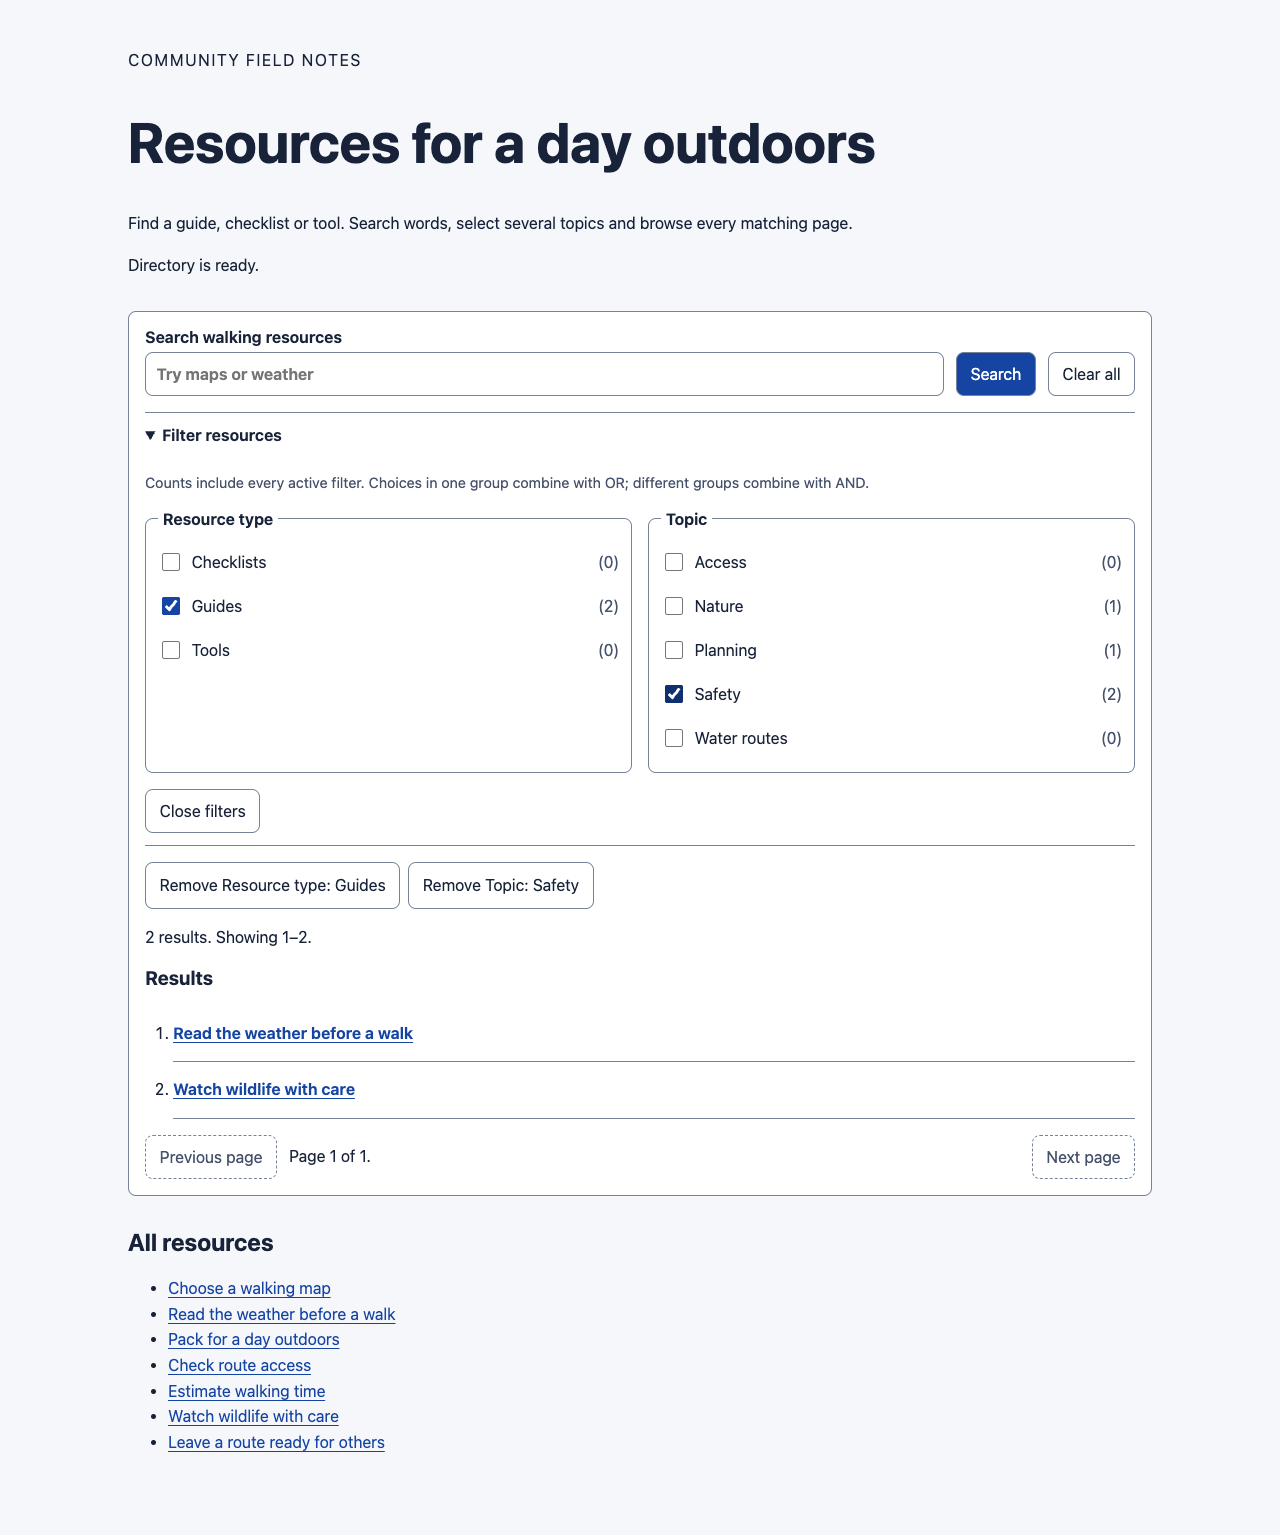 COMMUNITY FIELD NOTES
Resources for a day outdoors
Find a guide, checklist or tool. Search words, select several topics and browse every matching page.
Directory is ready.
Search walking resources
Try maps or weather
Search
Clear all
▼ Filter resources
Counts include every active filter. Choices in one group combine with OR; different groups combine with AND.
Resource type
Checklists (0)
Guides (2)
Tools (0)
Topic
Access (0)
Nature (1)
Planning (1)
Safety (2)
Water routes (0)
Close filters
Remove Resource type: Guides
Remove Topic: Safety
2 results. Showing 1–2.
Results
1. Read the weather before a walk
2. Watch wildlife with care
Previous page
Page 1 of 1.
Next page
All resources
• Choose a walking map
• Read the weather before a walk
• Pack for a day outdoors
• Check route access
• Estimate walking time
• Watch wildlife with care
• Leave a route ready for others